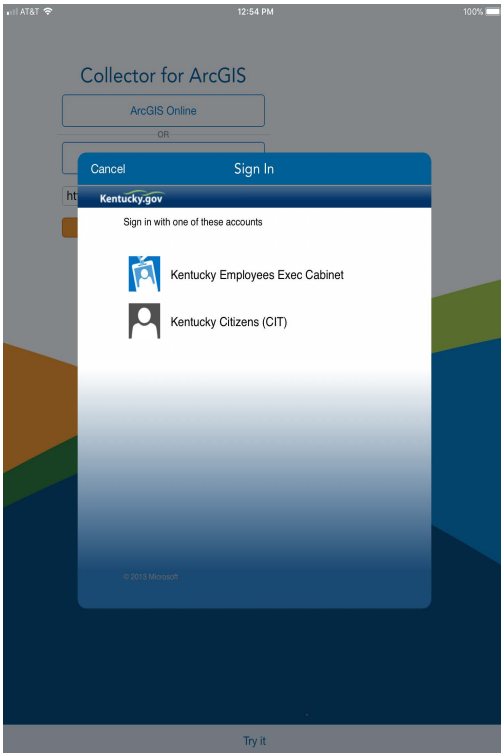 AT&T
12:54 PM
100%
Collector for ArcGIS
ArcGIS Online
OR
ht
Cancel
Sign In
Kentucky.gov
Sign in with one of these accounts
Kentucky Employees Exec Cabinet
Kentucky Citizens (CIT)
© 2013 Microsoft
Try it